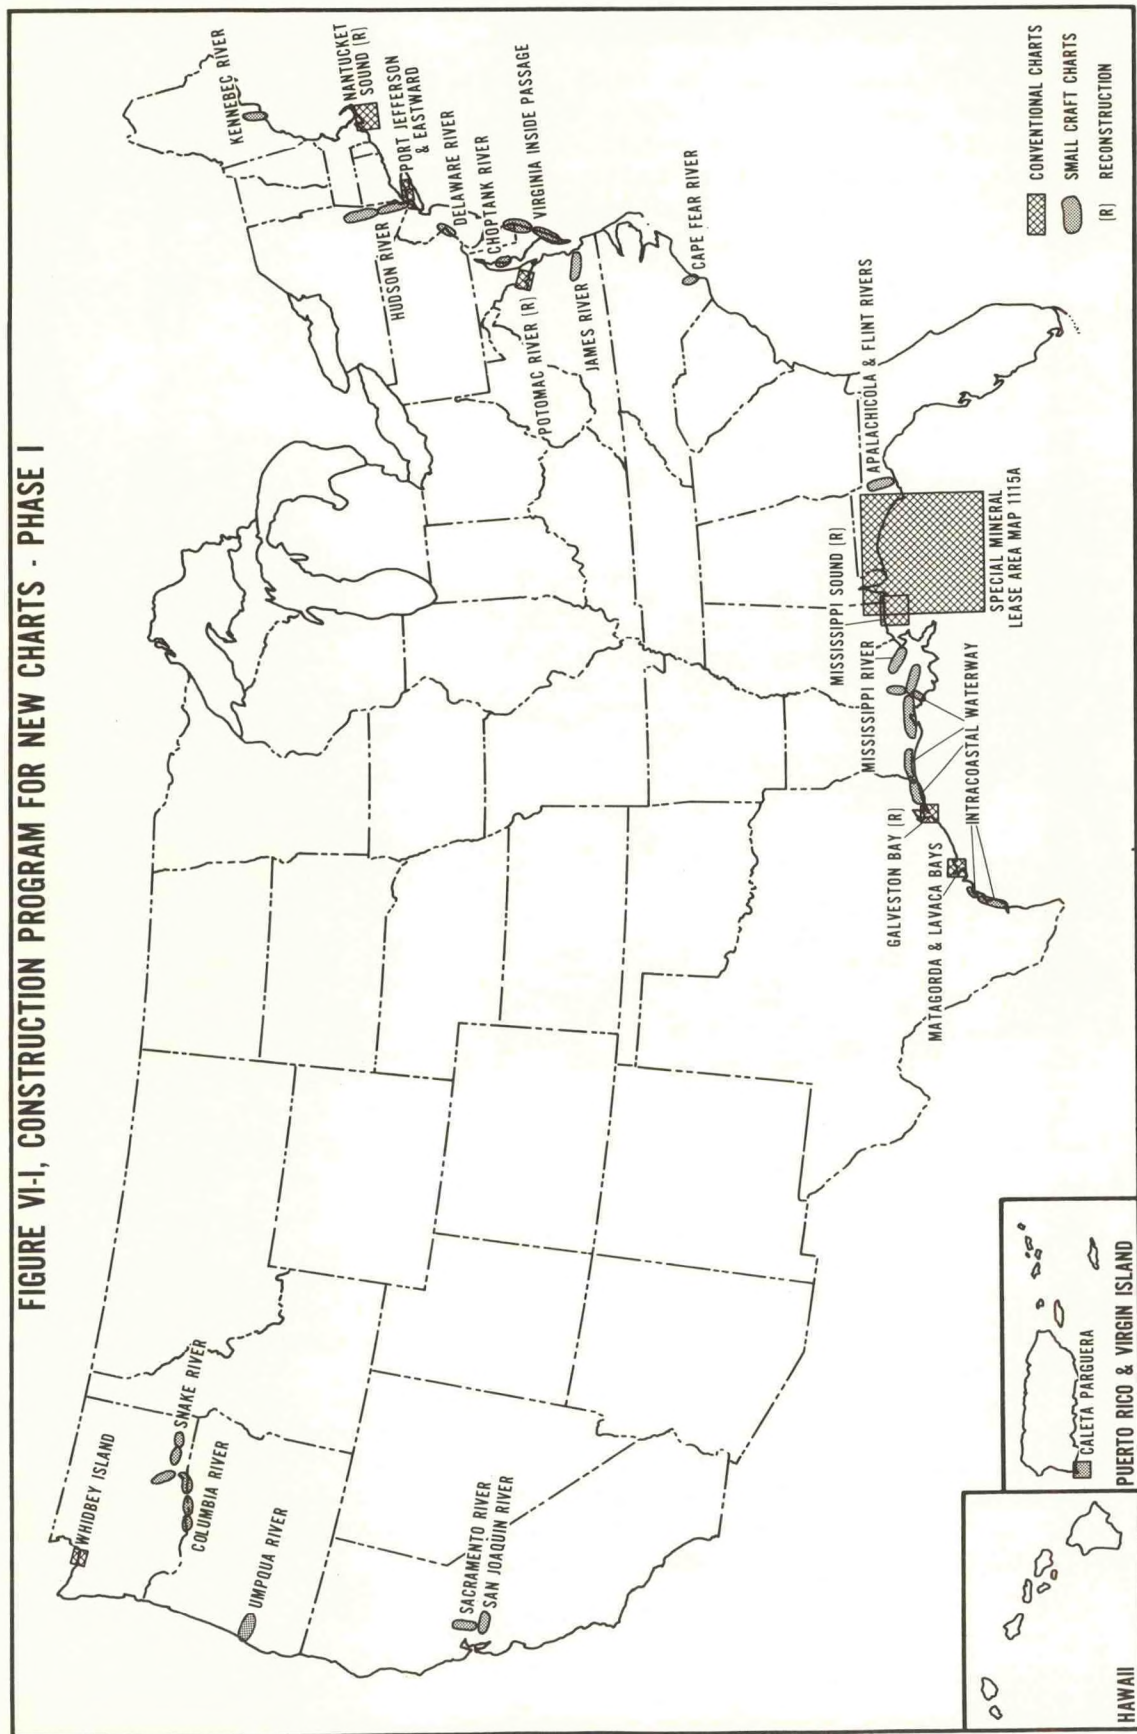 FIGURE VI-I, CONSTRUCTION PROGRAM FOR NEW CHARTS - PHASE I
WHIDBEY ISLAND
SNAKE RIVER
COLUMBIA RIVER
UMPQUA RIVER
SACRAMENTO RIVER
SAN JOAQUIN RIVER
KENNEBEC RIVER
NANTUCKET
SOUND (R)
PORT JEFFERSON
& EASTWARD
HUDSON RIVER
DELAWARE RIVER
CHOPTANK RIVER
VIRGINIA INSIDE PASSAGE
POTOMAC RIVER (R)
JAMES RIVER
CAPE FEAR RIVER
APALACHICOLA & FLINT RIVERS
SPECIAL MINERAL
LEASE AREA MAP 1115A
MISSISSIPPI SOUND (R)
MISSISSIPPI RIVER
INTRACOASTAL WATERWAY
GALVESTON BAY (R)
MATAGORDA & LAVACA BAYS
CONVENTIONAL CHARTS
SMALL CRAFT CHARTS
(R) RECONSTRUCTION
CALETA PARGUERA
PUERTO RICO & VIRGIN ISLAND
HAWAII